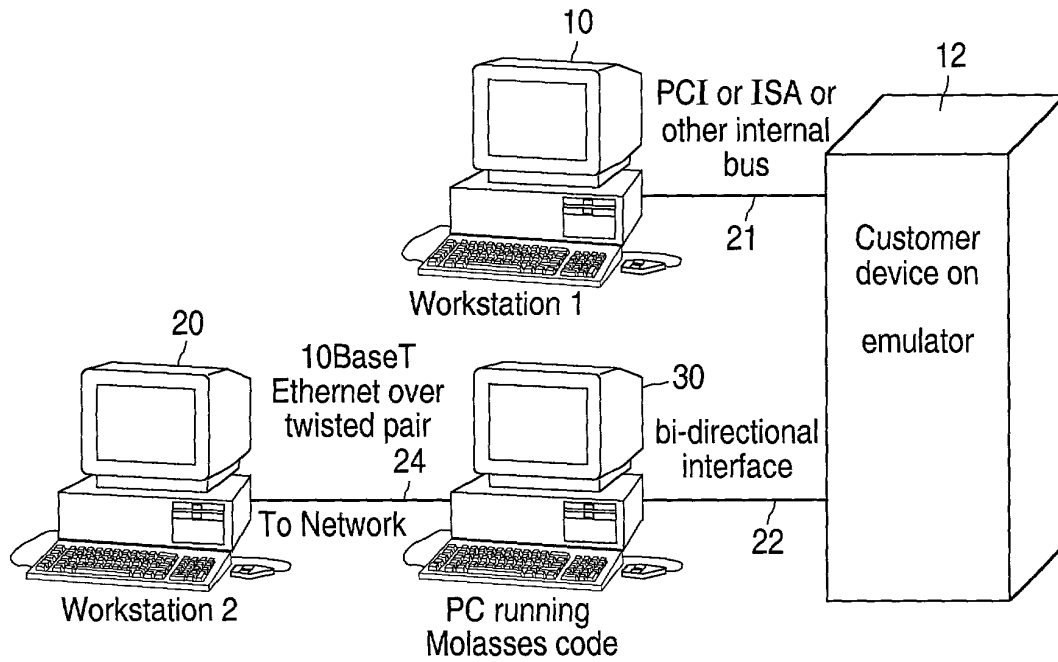 10
12
PCI or ISA or
other internal
bus
21
Customer
device on
emulator
Workstation 1
20
10BaseT
Ethernet over
twisted pair
24
30
bi-directional
interface
To Network
22
Workstation 2
PC running
Molasses code